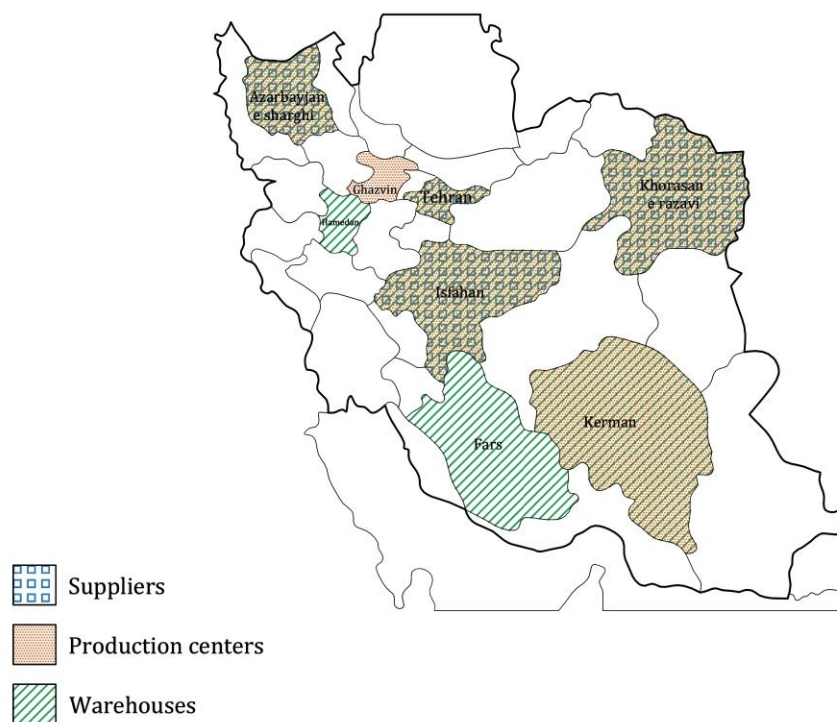 Azarbayjan
e sharghi
Ghazvin
Tehran
Khorasan
e razavi
Hamedan
Isfahan
Kerman
Fars
Suppliers
Production centers
Warehouses